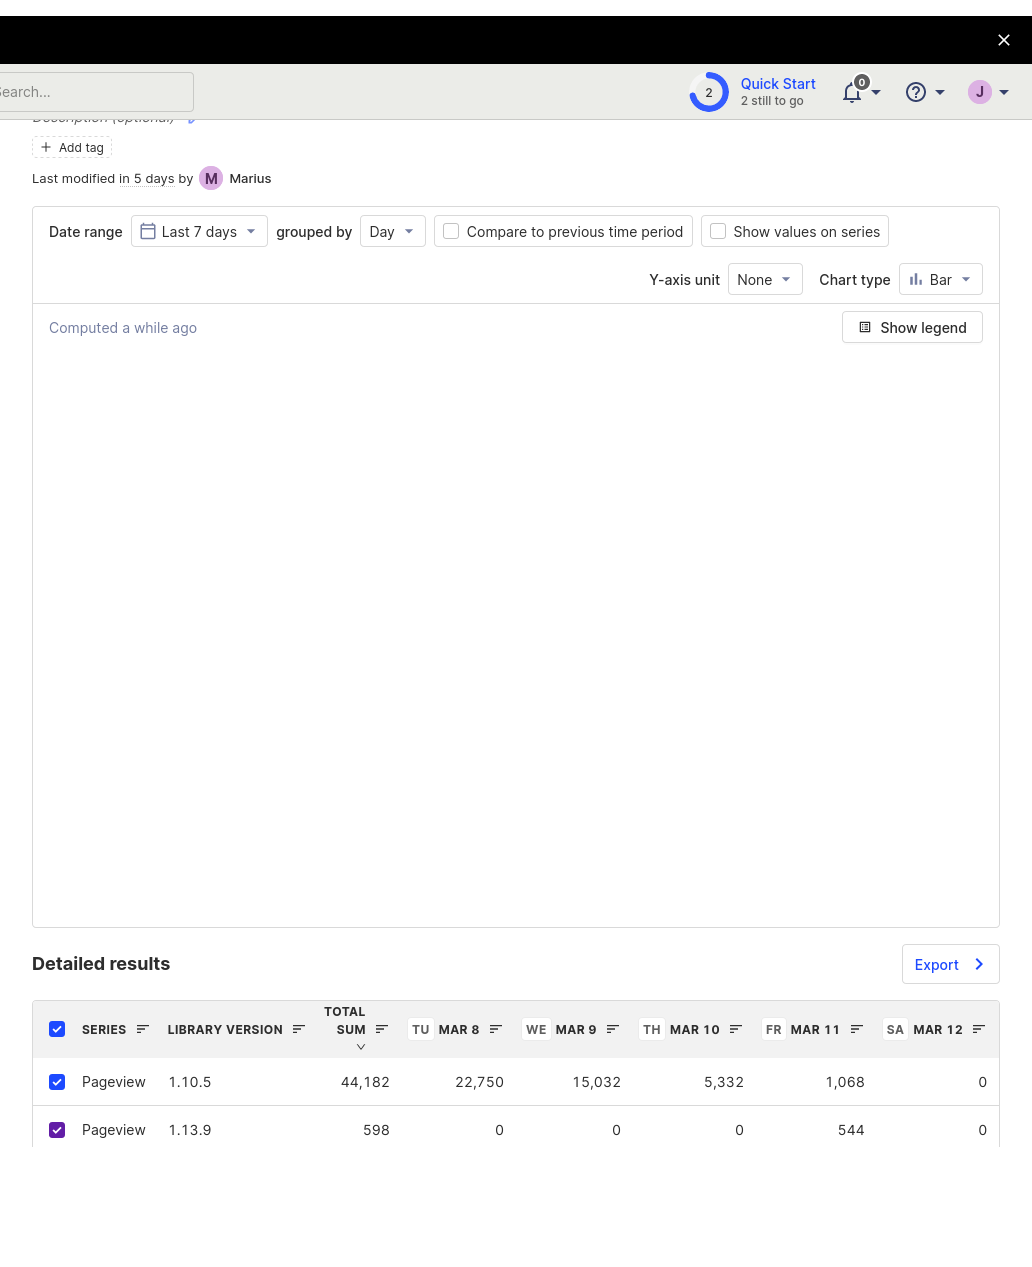 Search...
2
Quick Start
2 still to go
0
J
Description (optional)
Add tag
Last modified in 5 days by M Marius
Date range Last 7 days grouped by Day Compare to previous time period Show values on series
Y-axis unit None Chart type Bar
Computed a while ago Show legend
Detailed results Export
SERIES LIBRARY VERSION TOTAL SUM TU MAR 8 WE MAR 9 TH MAR 10 FR MAR 11 SA MAR 12
Pageview 1.10.5 44,182 22,750 15,032 5,332 1,068 0
Pageview 1.13.9 598 0 0 0 544 0